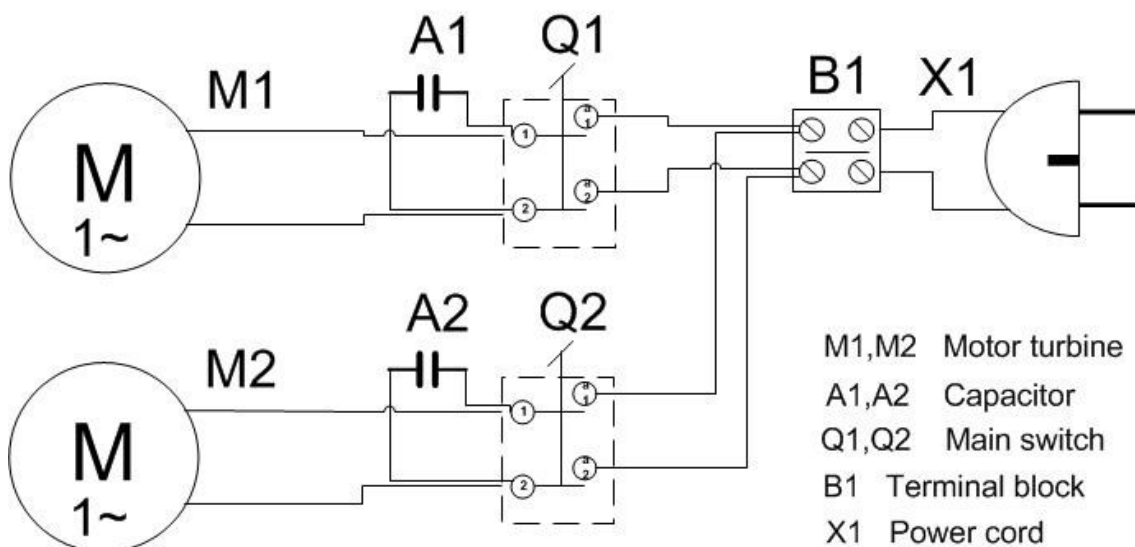 A1
Q1
M1
B1
X1
M
1~
1
a
1
2
a
2
A2
Q2
M2
M
1~
1
a
1
2
a
2
M1,M2 Motor turbine
A1,A2 Capacitor
Q1,Q2 Main switch
B1 Terminal block
X1 Power cord